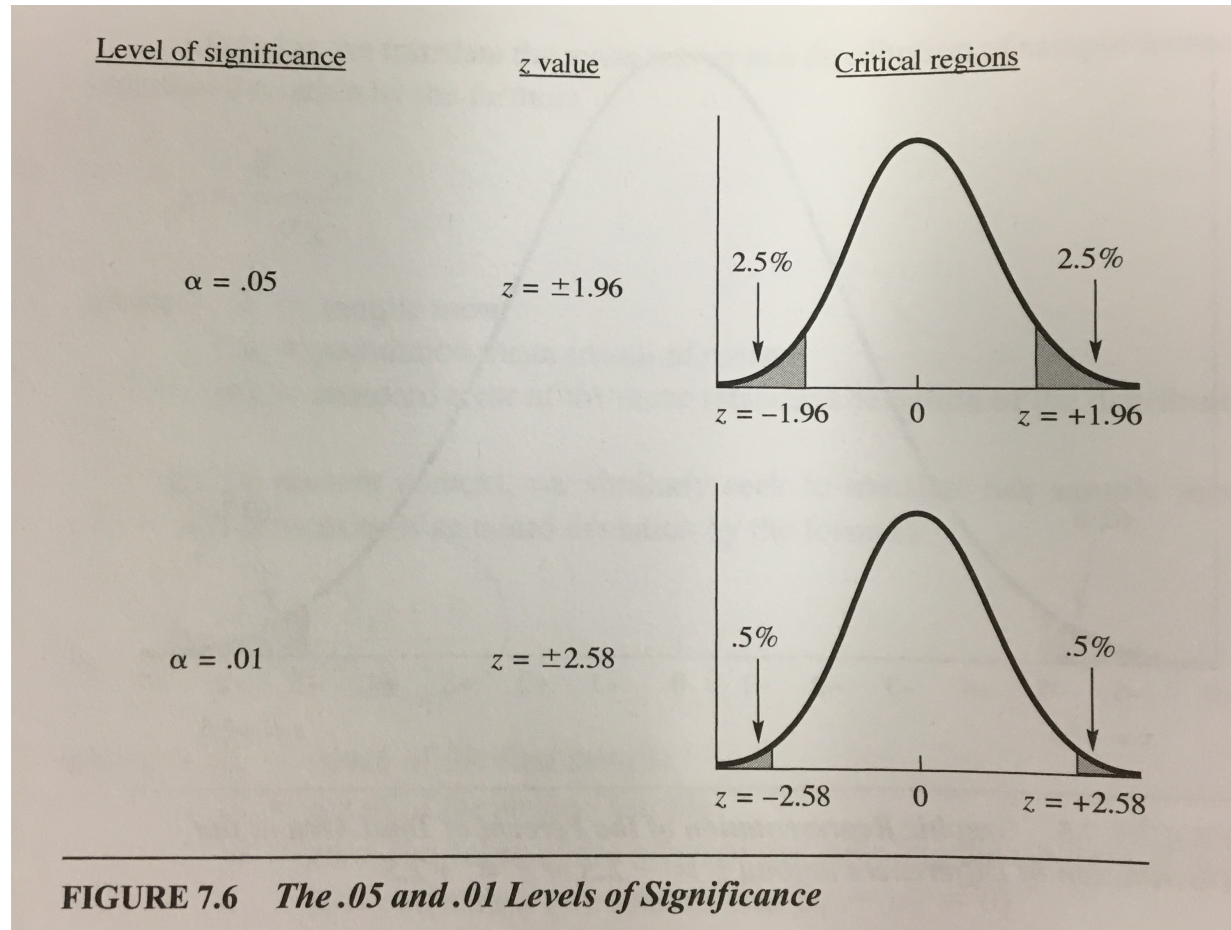 Level of significance z value Critical regions
2.5% 2.5%
α = .05 z = ±1.96
z = −1.96 0 z = +1.96
.5% .5%
α = .01 z = ±2.58
z = −2.58 0 z = +2.58
FIGURE 7.6 The .05 and .01 Levels of Significance